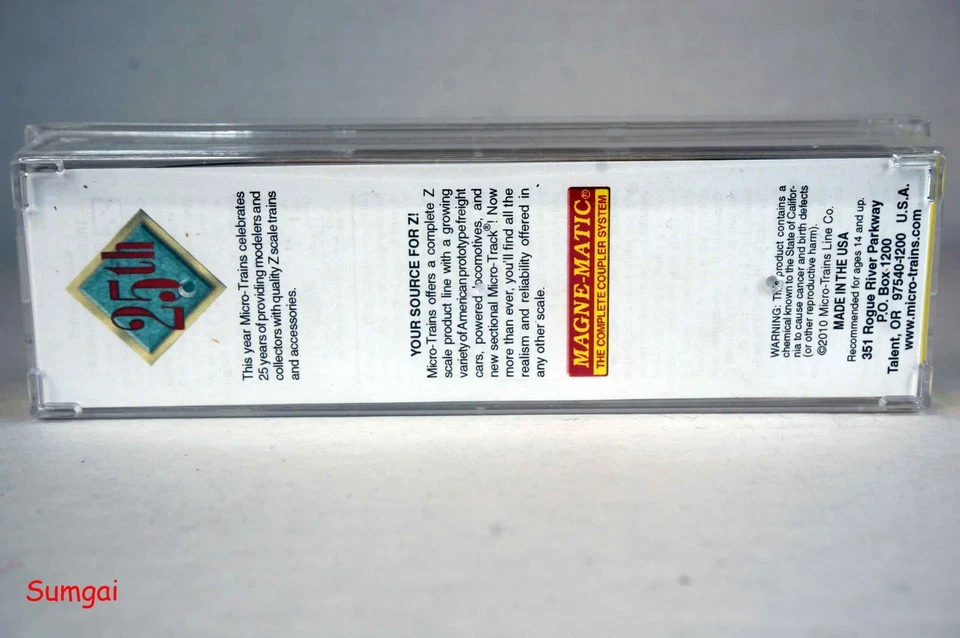 25th
This year Micro-Trains celebrates
25 years of providing modelers and
collectors with quality Z scale trains
and accessories.
YOUR SOURCE FOR Z!
Micro-Trains offers a complete Z
scale product line with a growing
variety of American prototype freight
cars, powered locomotives, and
new sectional Micro-Track®! Now
more than ever, you'll find all the
realism and reliability offered in
any other scale.
MAGNE-MATIC®
THE COMPLETE COUPLER SYSTEM
WARNING: This product contains a
chemical known to the State of Califor-
nia to cause cancer and birth defects
(or other reproductive harm).
©2010 Micro-Trains Line Co.
MADE IN THE USA
Recommended for ages 14 and up.
351 Rogue River Parkway
P.O. Box 1200
Talent, OR 97540-1200 U.S.A.
www.micro-trains.com
Sumgai